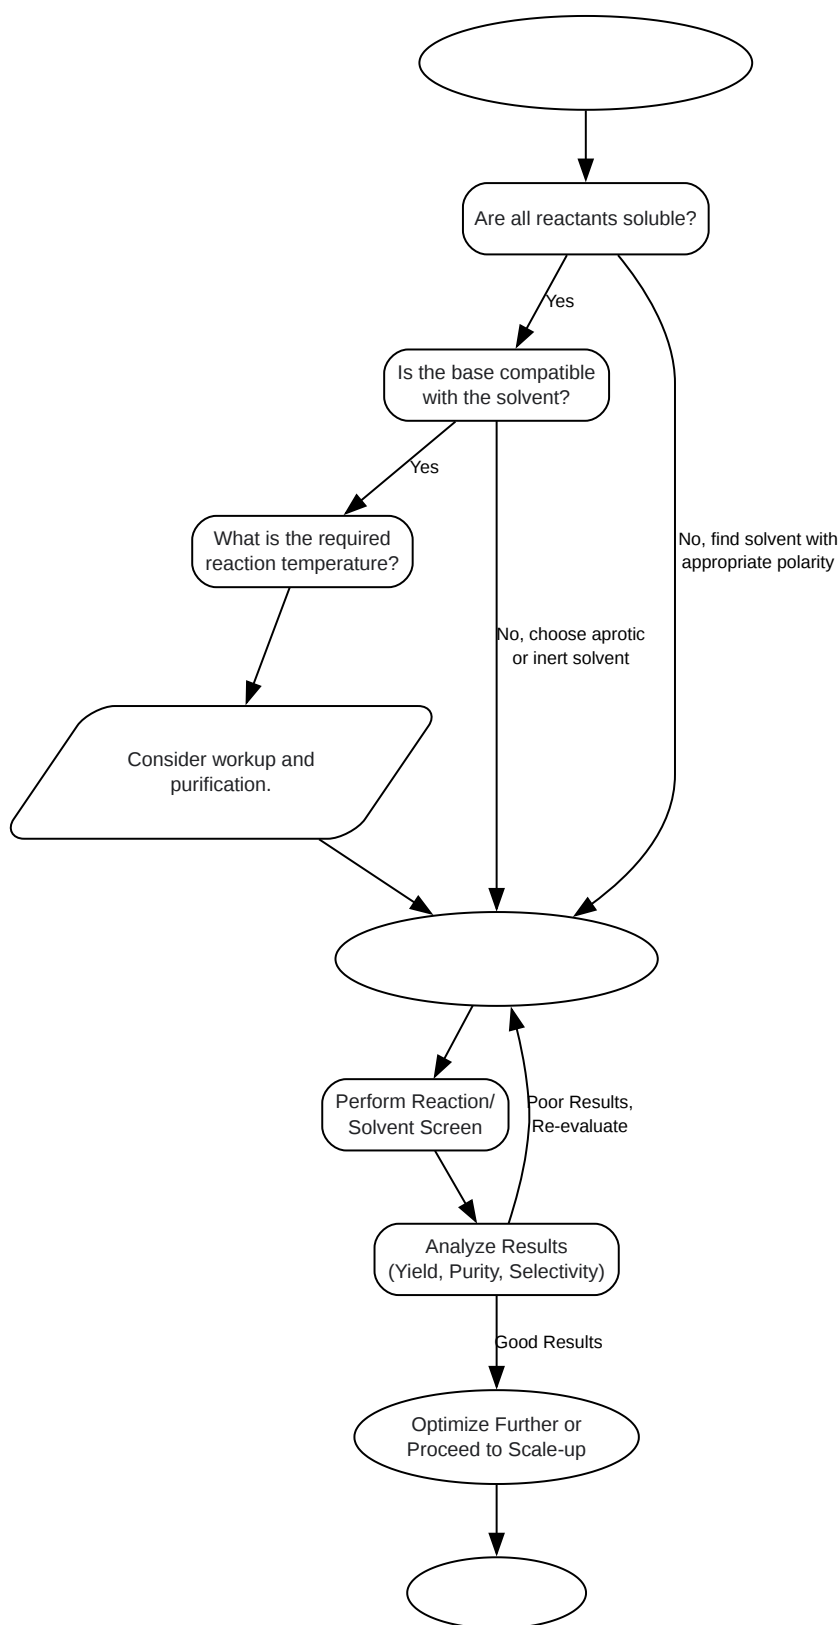 Are all reactants soluble?
Yes
Is the base compatible
with the solvent?
Yes
What is the required
reaction temperature?
No, find solvent with
appropriate polarity
No, choose aprotic
or inert solvent
Consider workup and
purification.
Perform Reaction/
Solvent Screen
Poor Results,
Re-evaluate
Analyze Results
(Yield, Purity, Selectivity)
Good Results
Optimize Further or
Proceed to Scale-up